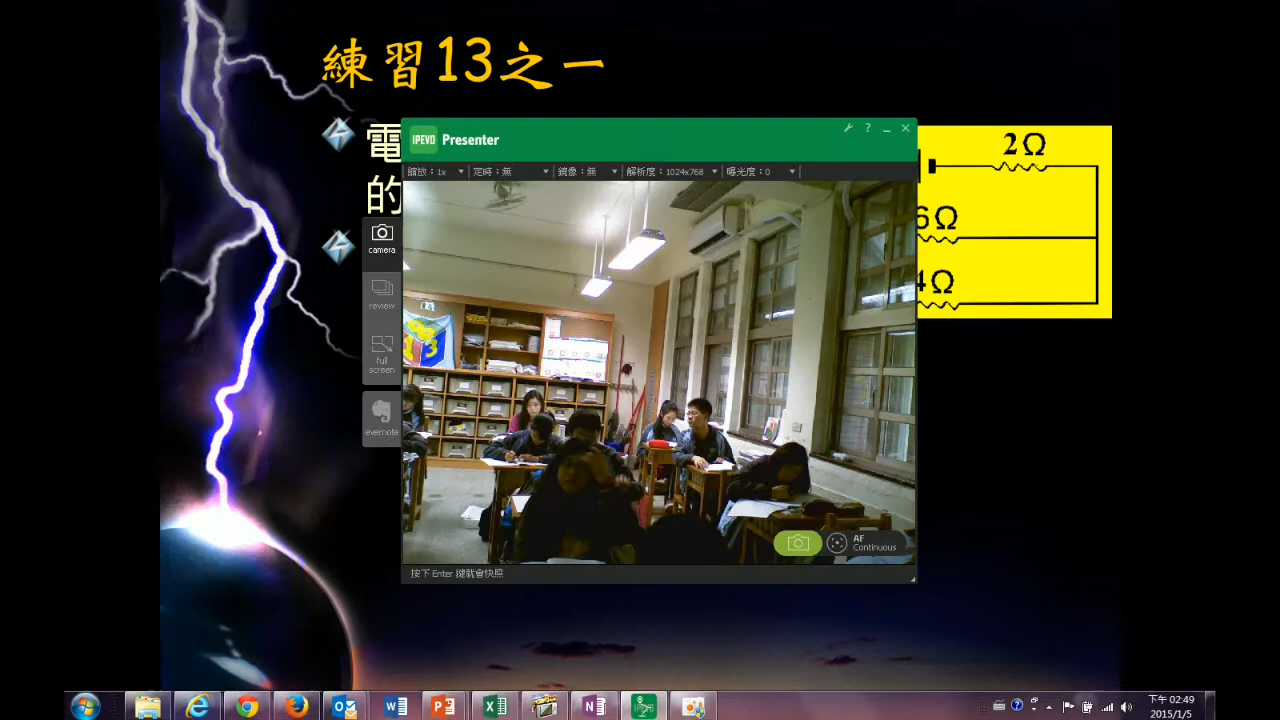 練習13之一
電
的
2Ω
6Ω
4Ω
IPEVO Presenter
縮放：1x
定時：無
鏡像：無
解析度：1024x768
曝光度：0
camera
review
full
screen
evernote
AF
Continuous
按下 Enter 鍵就會快照
下午 02:49
2015/1/5